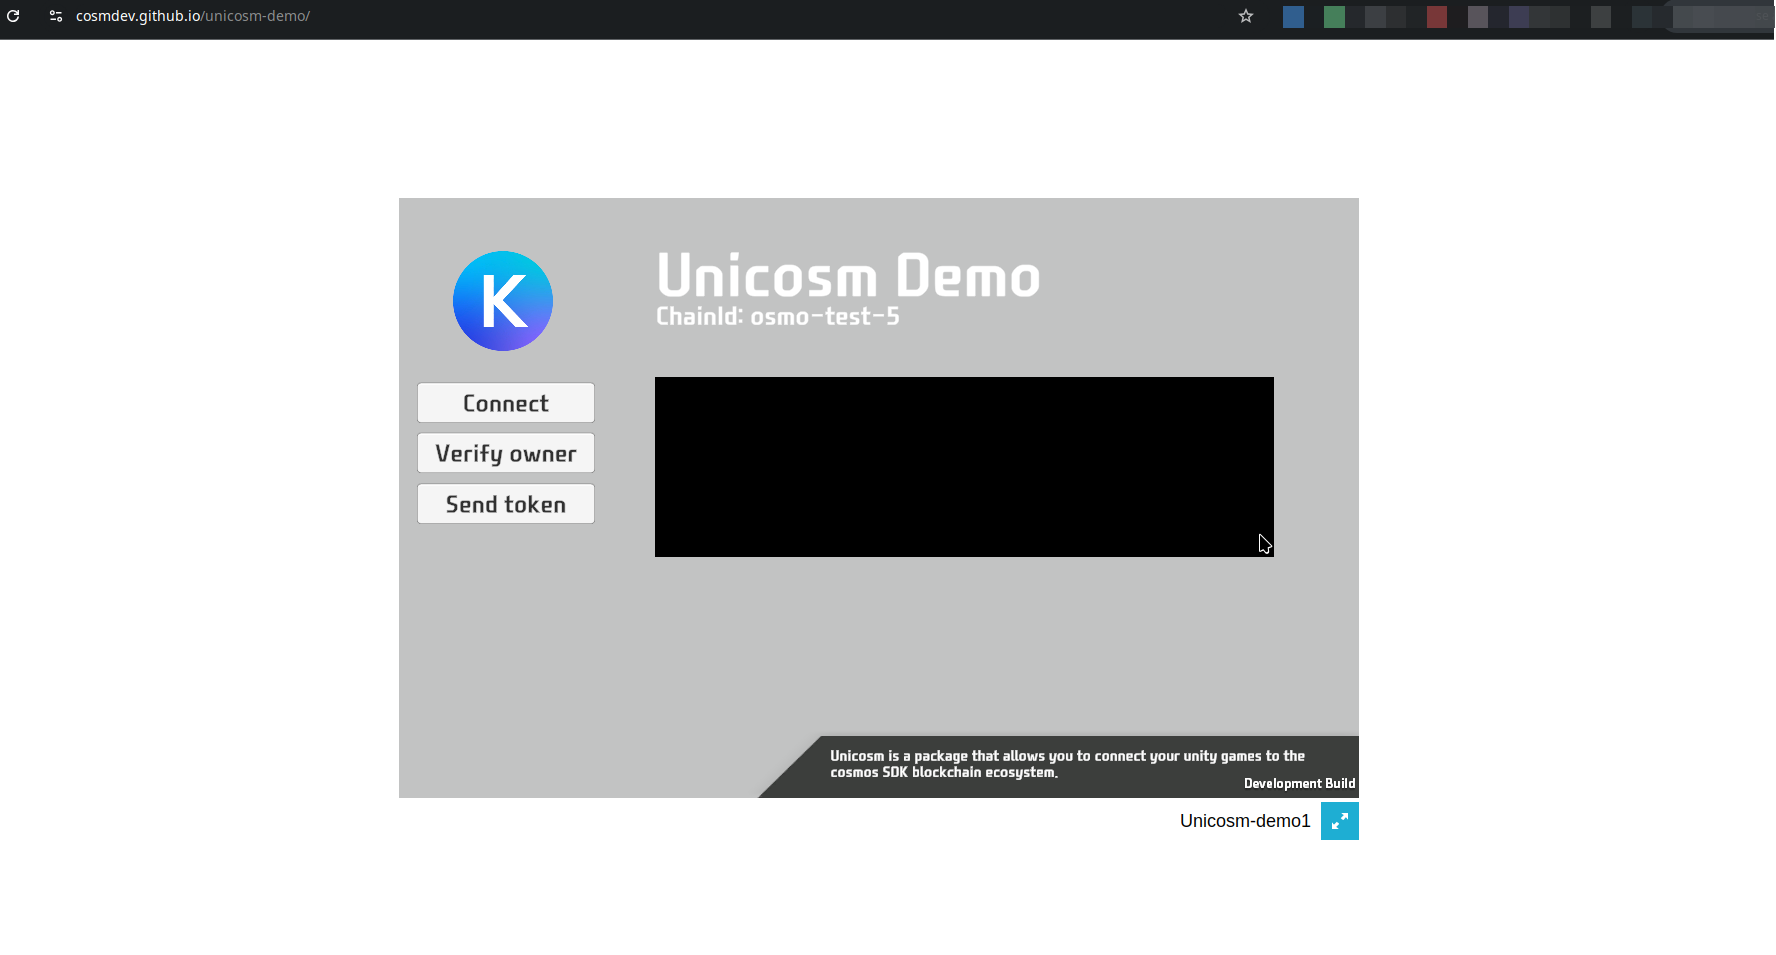 cosmdev.github.io/unicosm-demo/
K
Unicosm Demo
ChainId: osmo-test-5
Connect
Verify owner
Send token
Unicosm is a package that allows you to connect your unity games to the
cosmos SDK blockchain ecosystem.
Development Build
Unicosm-demo1